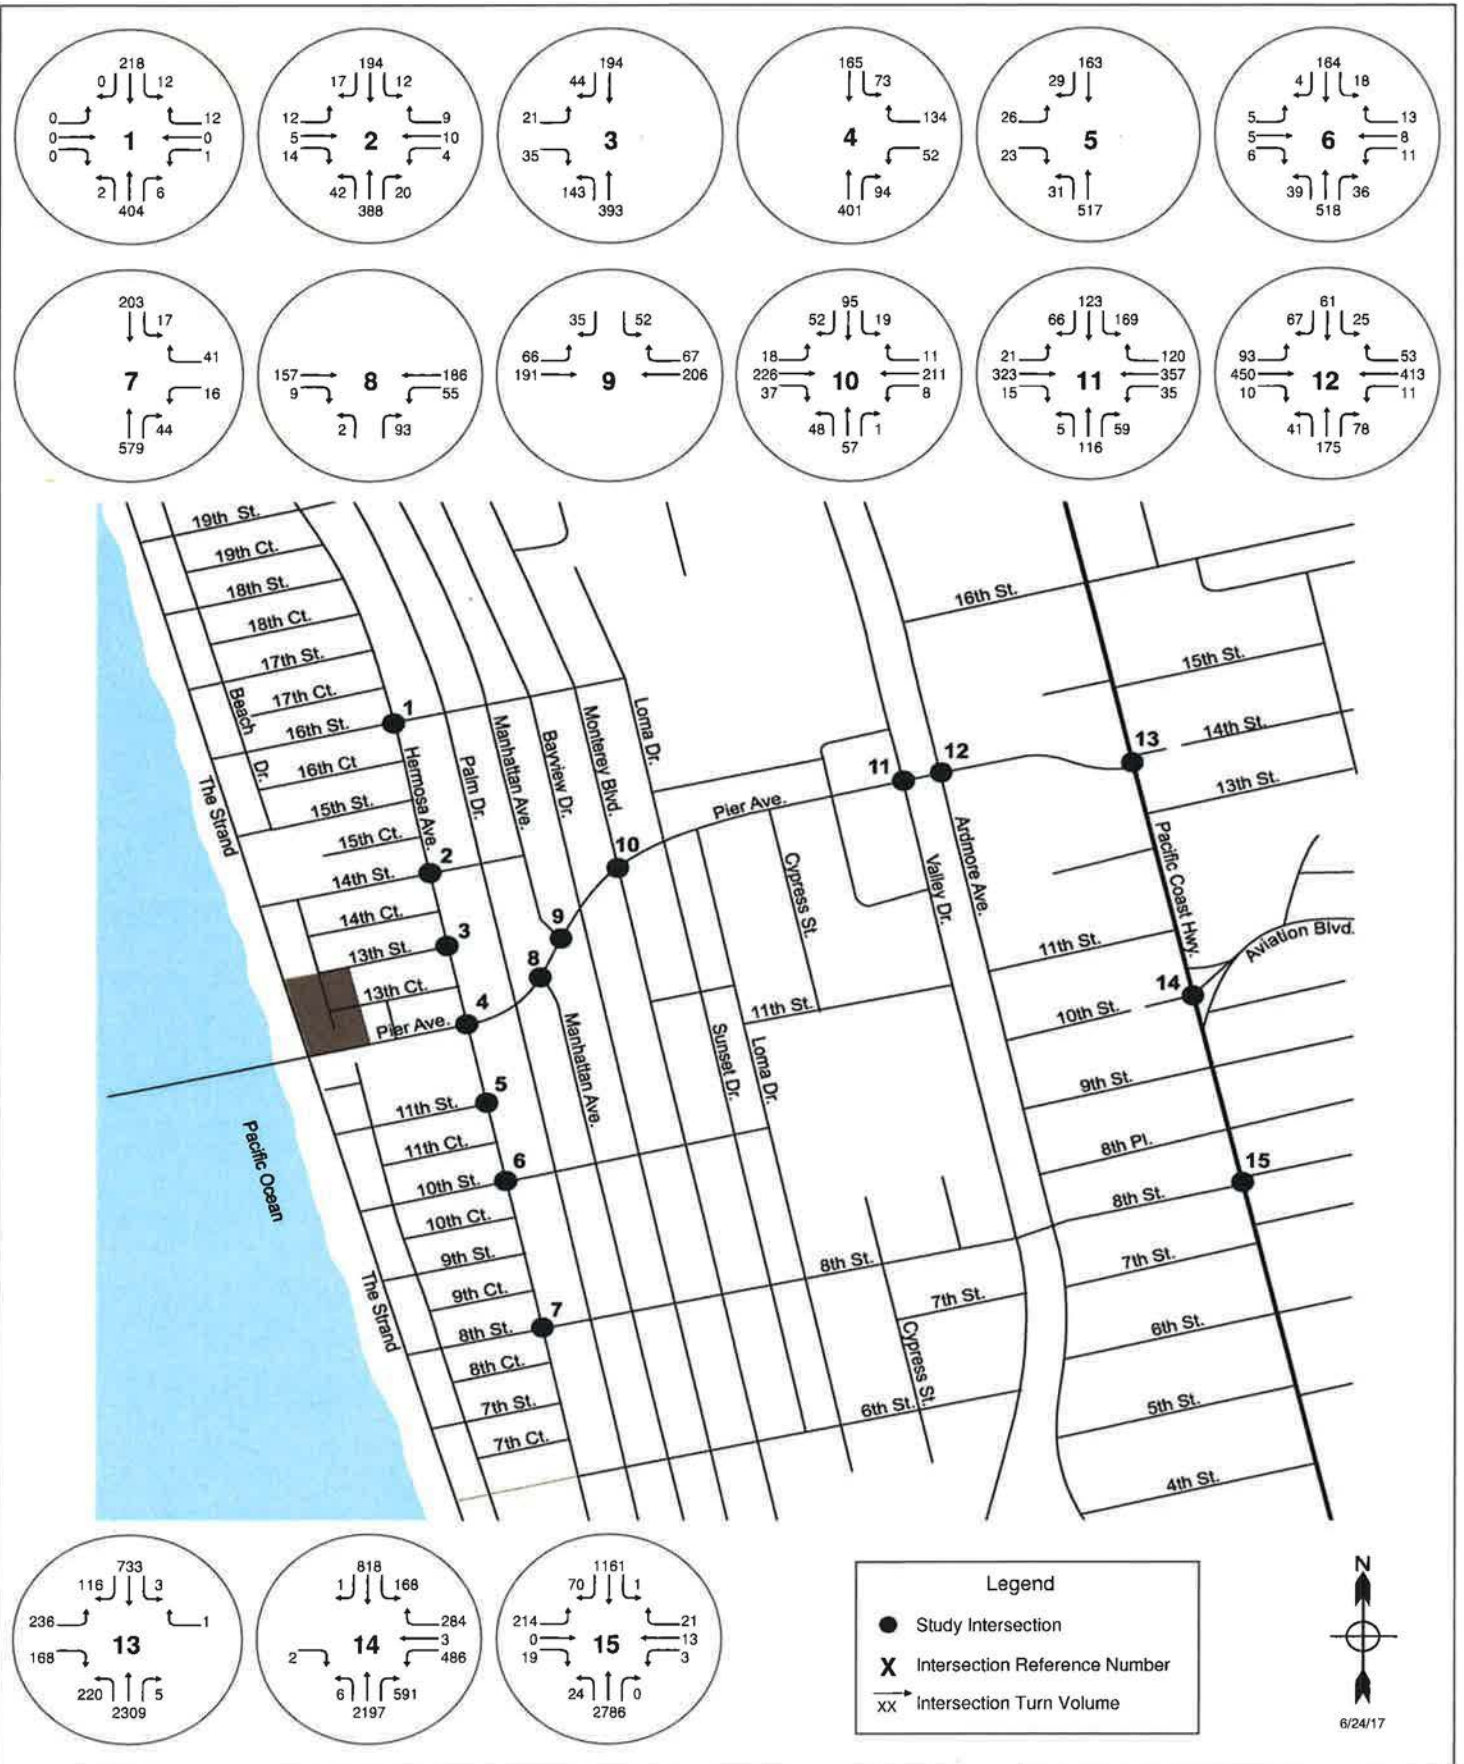 218
0 12
0 12
0 1 0
0 1
2 6
404
194
17 12
12 9
5 2 10
14 4
42 20
388
194
44
21
3
35
143
393
165
73
134
4
52
94
401
163
29
26
5
23
31
517
164
4 18
5 13
5 6 8
6 11
39 36
518
203
17
41
7
16
44
579
157 8 186
9 55
2 93
35 52
66 67
191 9 206
95
52 19
18 11
226 10 211
37 8
48 1
57
123
66 169
21 120
323 11 357
15 35
5 59
116
61
67 25
93 53
450 12 413
10 11
41 78
175
19th St.
19th Ct.
18th St.
18th Ct.
17th St.
17th Ct.
16th St.
16th Ct
15th St.
15th Ct.
14th St.
14th Ct.
13th St.
13th Ct.
Pier Ave.
11th St.
11th Ct.
10th St.
10th Ct.
9th St.
9th Ct.
8th St.
8th Ct.
7th St.
7th Ct.
Beach
Dr.
The Strand
The Strand
Pacific Ocean
Hermosa Ave.
Palm Dr.
Manhattan Ave.
Bayview Dr.
Monterey Blvd.
Loma Dr.
Manhattan Ave.
Sunset Dr.
Loma Dr.
Pier Ave.
Cypress St.
11th St.
8th St.
7th St.
Cypress St.
6th St.
Valley Dr.
Ardmore Ave.
Pacific Coast Hwy.
Aviation Blvd.
16th St.
15th St.
14th St.
13th St.
11th St.
10th St.
9th St.
8th Pl.
8th St.
7th St.
6th St.
5th St.
4th St.
1
2
3
4
5
6
7
8
9
10
11
12
13
14
15
733
116 3
236 1
13
168
220 5
2309
818
1 168
284
14 3
2 486
6 591
2197
1161
70 1
214 21
0 15 13
19 3
24 0
2786
Legend
Study Intersection
X Intersection Reference Number
xx Intersection Turn Volume
N
6/24/17